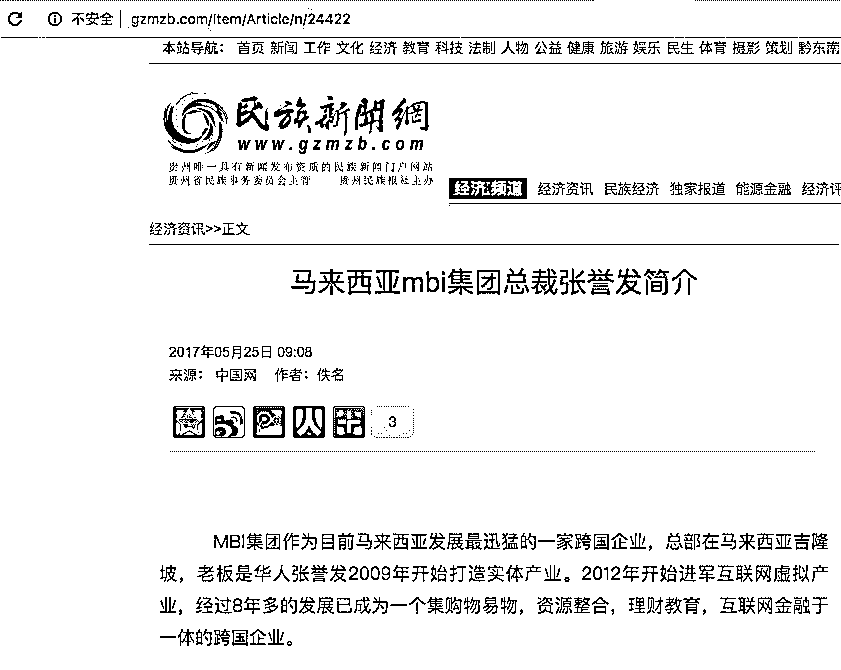 不安全 gzmzb.com/Item/Article/n/24422
本站导航： 首页 新闻 工作 文化 经济 教育 科技 法制 人物 公益 健康 旅游 娱乐 民生 体育 摄影 策划 黔东南
民族新聞網
www.gzmzb.com
贵州唯一具有新闻发布资质的民族新闻门户网站
贵州省民族事务委员会主管 贵州民族报社主办
经济频道 经济资讯 民族经济 独家报道 能源金融 经济评
经济资讯>>正文
马来西亚mbi集团总裁张誉发简介
2017年05月25日 09:08
来源： 中国网 作者：佚名
3
MBI集团作为目前马来西亚发展最迅猛的一家跨国企业，总部在马来西亚吉隆
坡，老板是华人张誉发2009年开始打造实体产业。2012年开始进军互联网虚拟产
业，经过8年多的发展已成为一个集购物易物，资源整合，理财教育，互联网金融于
一体的跨国企业。